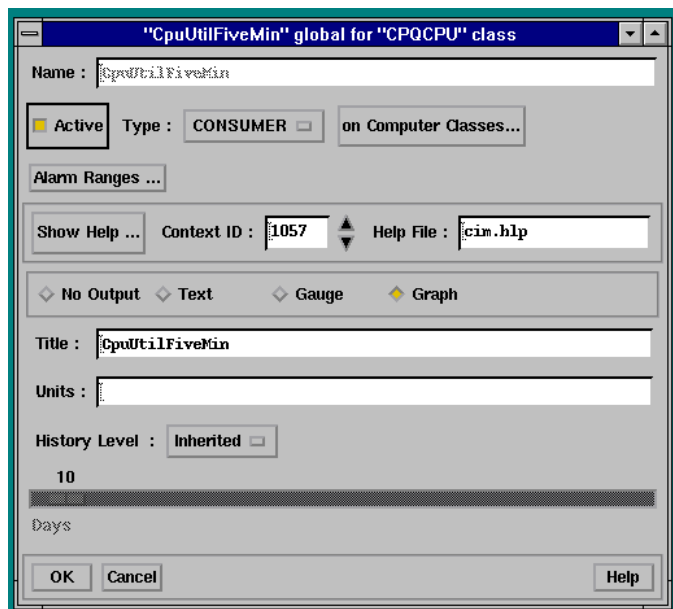 "CpuUtilFiveMin" global for "CPQCPU" class
Name : CpuUtilFiveMin
Active Type : CONSUMER on Computer Classes...
Alarm Ranges ...
Show Help ... Context ID : 1057 Help File : cim.hlp
No Output Text Gauge Graph
Title : CpuUtilFiveMin
Units :
History Level : Inherited
10
Days
OK Cancel Help